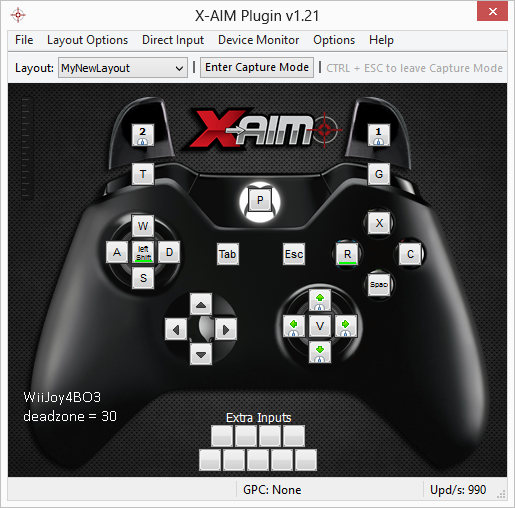 X-AIM Plugin v1.21
File Layout Options Direct Input Device Monitor Options Help
Layout: MyNewLayout Enter Capture Mode CTRL + ESC to leave Capture Mode
X-AIM
2 1
T G
P
W X
A left Shift D Tab Esc R C
S Spac
V
WiiJoy4BO3
deadzone = 30
Extra Inputs
GPC: None Upd/s: 990